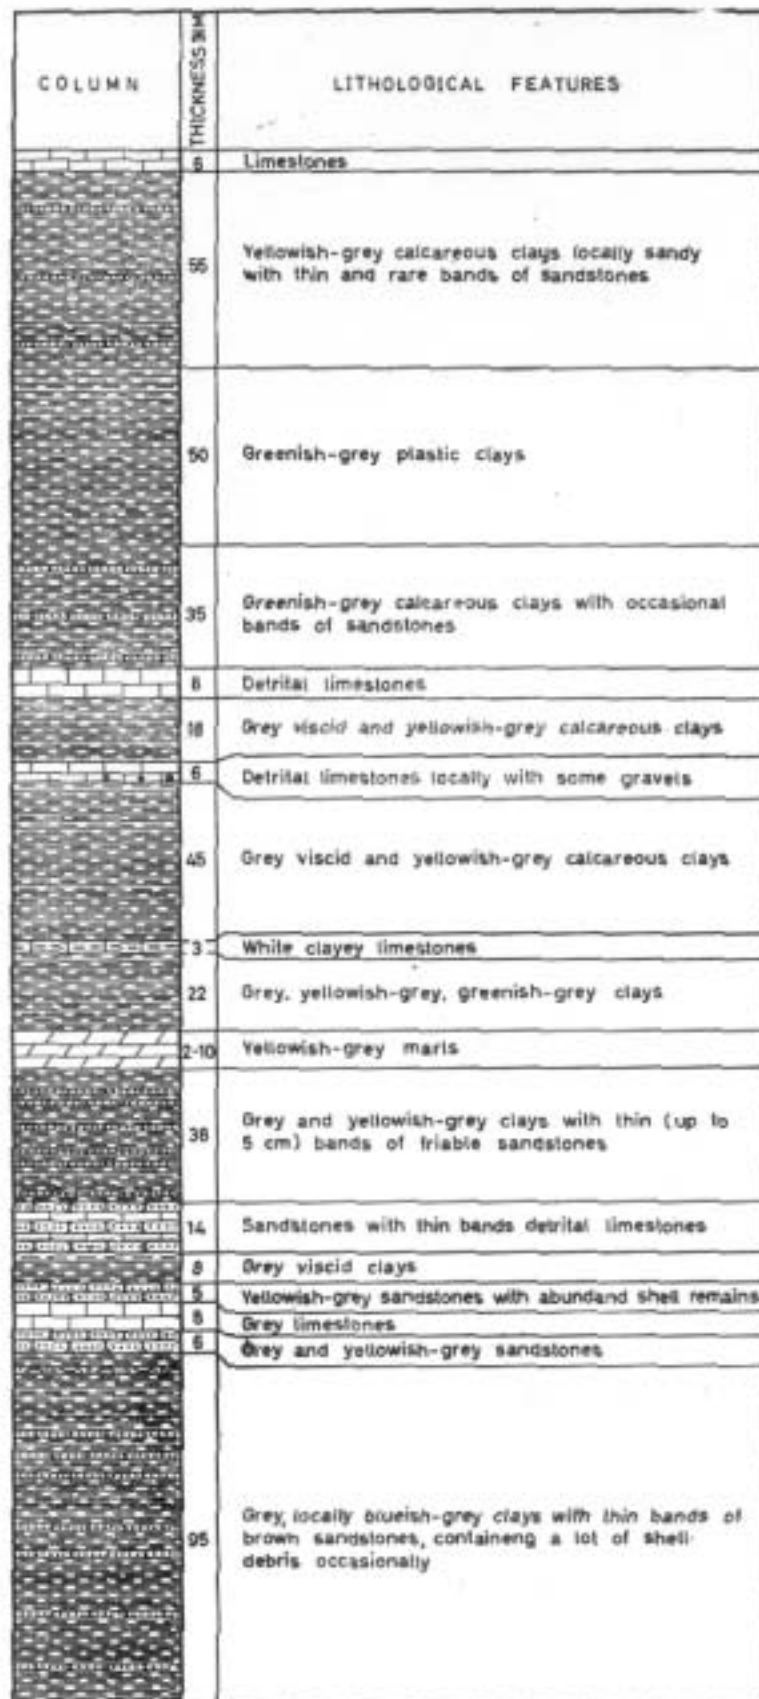 COLUMN
THICKNESS IN M
LITHOLOGICAL FEATURES
6 Limestones
55 Yellowish-grey calcareous clays locally sandy
with thin and rare bands of sandstones
50 Greenish-grey plastic clays
35 Greenish-grey calcareous clays with occasional
bands of sandstones
8 Detrital limestones
18 Grey viscid and yellowish-grey calcareous clays
6 Detrital limestones locally with some gravels
45 Grey viscid and yellowish-grey calcareous clays
3 White clayey limestones
22 Grey, yellowish-grey, greenish-grey clays
2-10 Yellowish-grey marls
38 Grey and yellowish-grey clays with thin (up to
5 cm) bands of friable sandstones
14 Sandstones with thin bands detrital limestones
8 Grey viscid clays
5 Yellowish-grey sandstones with abundand shell remains
8 Grey limestones
6 Grey and yellowish-grey sandstones
95 Grey, locally blueish-grey clays with thin bands of
brown sandstones, containeng a lot of shell
debris occasionally